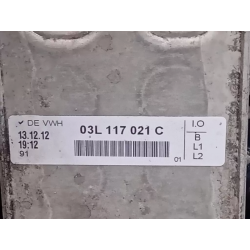 ✓ DE VWH
13.12.12
19:12
91
03L 117 021 C
01
I.O
B
L1
L2